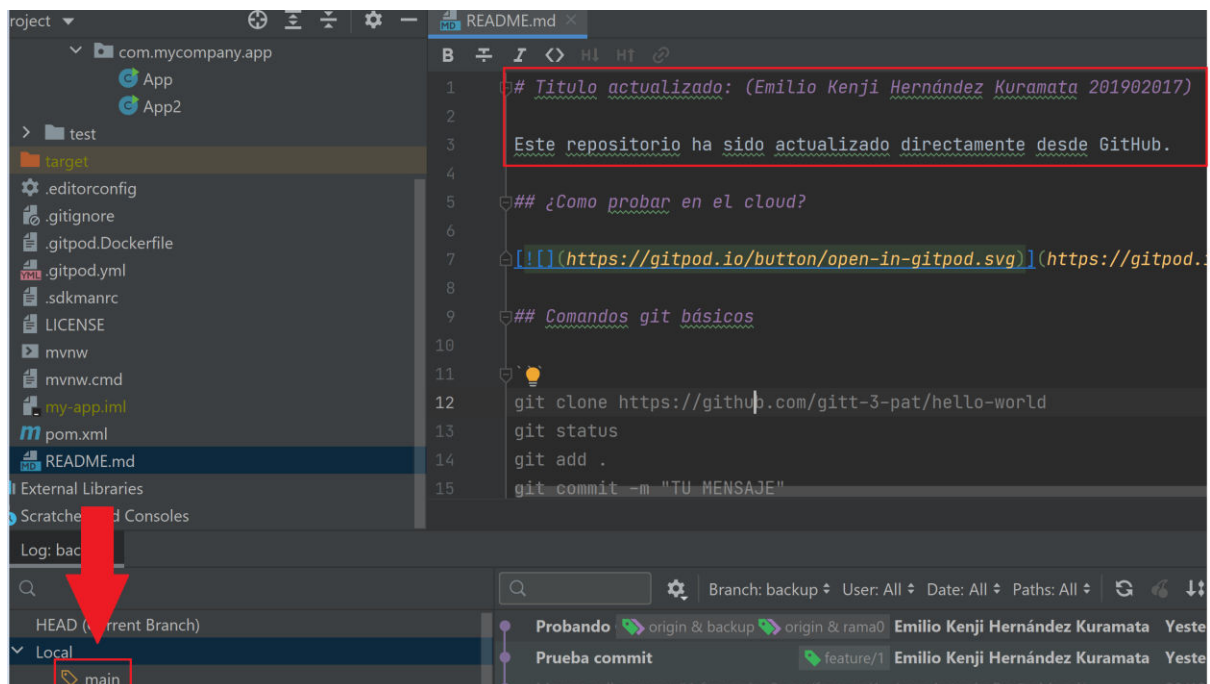 roject
com.mycompany.app
App
App2
test
target
.editorconfig
.gitignore
.gitpod.Dockerfile
.gitpod.yml
.sdkmanrc
LICENSE
mvnw
mvnw.cmd
my-app.iml
pom.xml
README.md
External Libraries
and Consoles
README.md
B I <> H↓ H↑
1 # Titulo actualizado: (Emilio Kenji Hernández Kuramata 201902017)
2
3 Este repositorio ha sido actualizado directamente desde GitHub.
4
5 ## ¿Como probar en el cloud?
6
7 [![](https://gitpod.io/button/open-in-gitpod.svg)](https://gitpod.
8
9 ## Comandos git básicos
10
11 ```
12 git clone https://github.com/gitt-3-pat/hello-world
13 git status
14 git add .
15 git commit -m "TU MENSAJE"
Log: bac
HEAD (Current Branch)
Local
main
Branch: backup User: All Date: All Paths: All
Probando origin & backup origin & rama0 Emilio Kenji Hernández Kuramata Yeste
Prueba commit feature/1 Emilio Kenji Hernández Kuramata Yeste